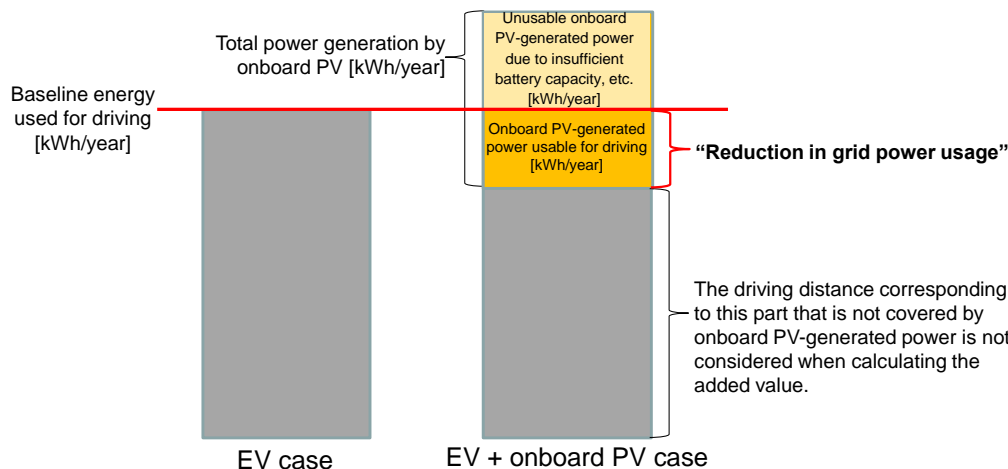 Total power generation by
onboard PV [kWh/year]
Unusable onboard
PV-generated power
due to insufficient
battery capacity, etc.
[kWh/year]
Baseline energy
used for driving
[kWh/year]
Onboard PV-generated
power usable for driving
[kWh/year]
“Reduction in grid power usage”
The driving distance corresponding
to this part that is not covered by
onboard PV-generated power is not
considered when calculating the
added value.
EV case
EV + onboard PV case